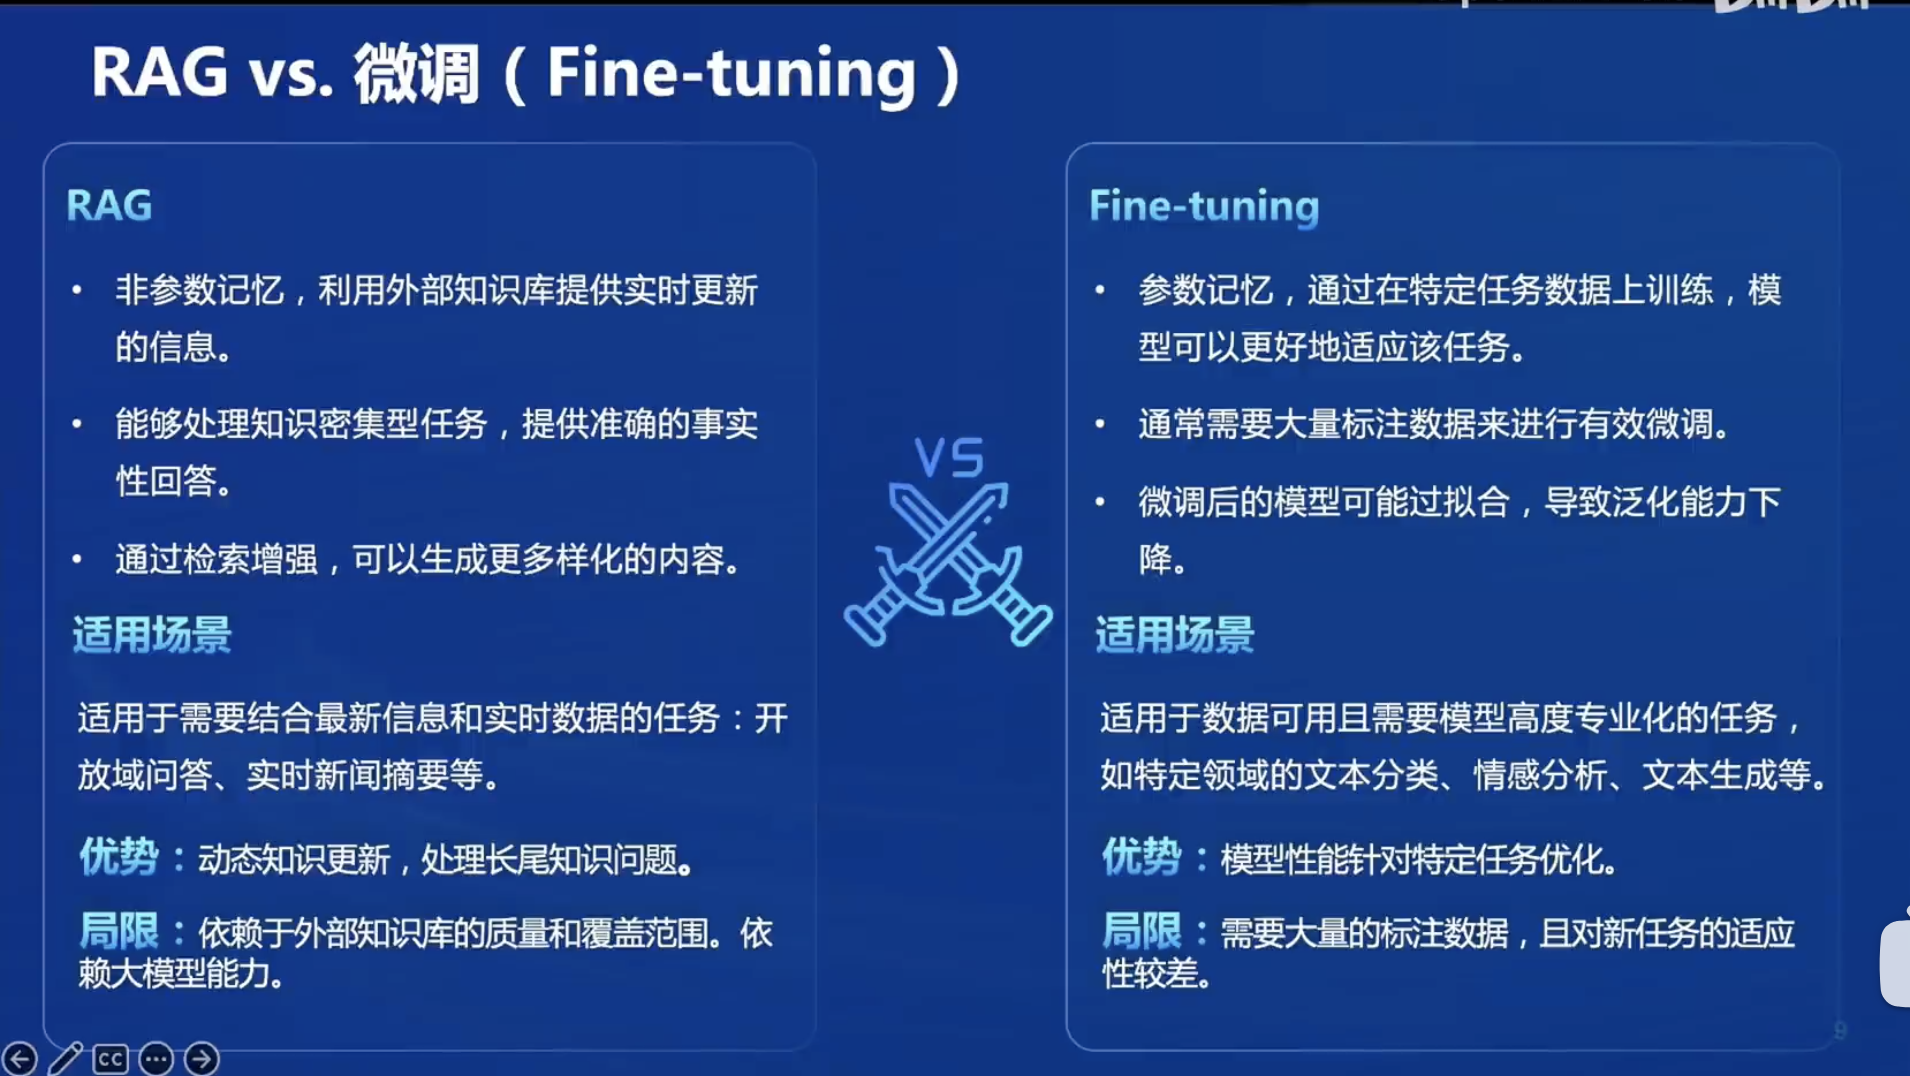 RAG vs. 微调（Fine-tuning）
RAG
• 非参数记忆，利用外部知识库提供实时更新
的信息。
• 能够处理知识密集型任务，提供准确的事实
性回答。
• 通过检索增强，可以生成更多样化的内容。
适用场景
适用于需要结合最新信息和实时数据的任务：开
放域问答、实时新闻摘要等。
优势：动态知识更新，处理长尾知识问题。
局限：依赖于外部知识库的质量和覆盖范围。依
赖大模型能力。
VS
Fine-tuning
• 参数记忆，通过在特定任务数据上训练，模
型可以更好地适应该任务。
• 通常需要大量标注数据来进行有效微调。
• 微调后的模型可能过拟合，导致泛化能力下
降。
适用场景
适用于数据可用且需要模型高度专业化的任务，
如特定领域的文本分类、情感分析、文本生成等。
优势：模型性能针对特定任务优化。
局限：需要大量的标注数据，且对新任务的适应
性较差。
9
CC